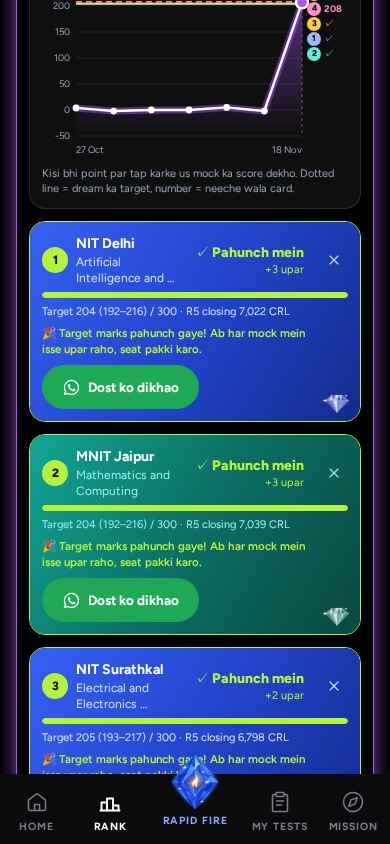 200
4 208
3 ✓
150
1 ✓
100
2 ✓
50
0
-50
27 Oct 18 Nov
Kisi bhi point par tap karke us mock ka score dekho. Dotted
line = dream ka target, number = neeche wala card.
1 NIT Delhi
Artificial
Intelligence and ...
✓ Pahunch mein
+3 upar
×
Target 204 (192–216) / 300 · R5 closing 7,022 CRL
🎉 Target marks pahunch gaye! Ab har mock mein
isse upar raho, seat pakki karo.
Dost ko dikhao
2 MNIT Jaipur
Mathematics and
Computing
✓ Pahunch mein
+3 upar
×
Target 204 (192–216) / 300 · R5 closing 7,039 CRL
🎉 Target marks pahunch gaye! Ab har mock mein
isse upar raho, seat pakki karo.
Dost ko dikhao
3 NIT Surathkal
Electrical and
Electronics ...
✓ Pahunch mein
+2 upar
×
Target 205 (193–217) / 300 · R5 closing 6,798 CRL
🎉 Target marks pahunch gaye! Ab har mock mein
HOME RANK RAPID FIRE MY TESTS MISSION